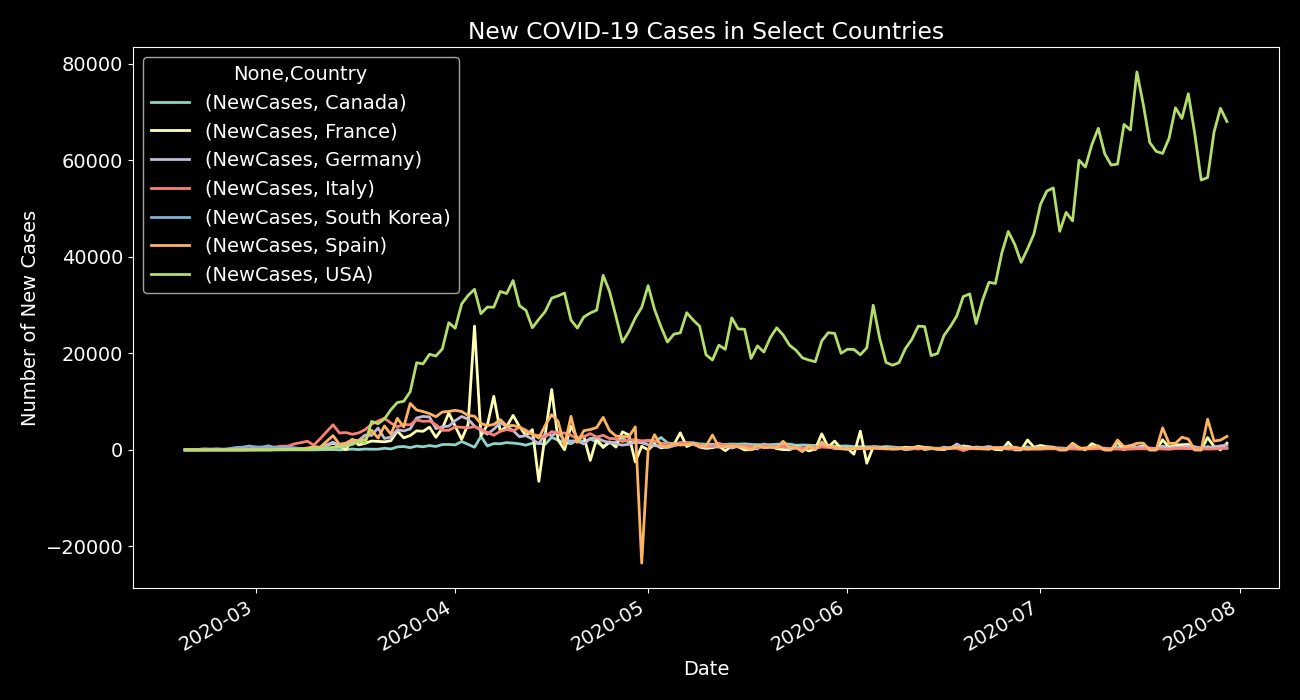 New COVID-19 Cases in Select Countries
None,Country
(NewCases, Canada)
(NewCases, France)
(NewCases, Germany)
(NewCases, Italy)
(NewCases, South Korea)
(NewCases, Spain)
(NewCases, USA)
Number of New Cases
80000
60000
40000
20000
0
−20000
2020-03
2020-04
2020-05
2020-06
2020-07
2020-08
Date